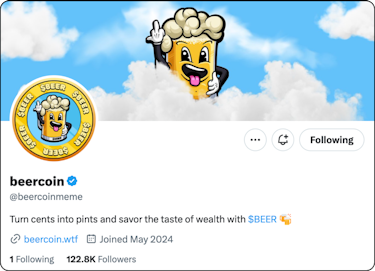 $BEER $BEER $BEER $BEER $BEER
Following
beercoin
@beercoinmeme
Turn cents into pints and savor the taste of wealth with $BEER 🍻
beercoin.wtf Joined May 2024
1 Following 122.8K Followers